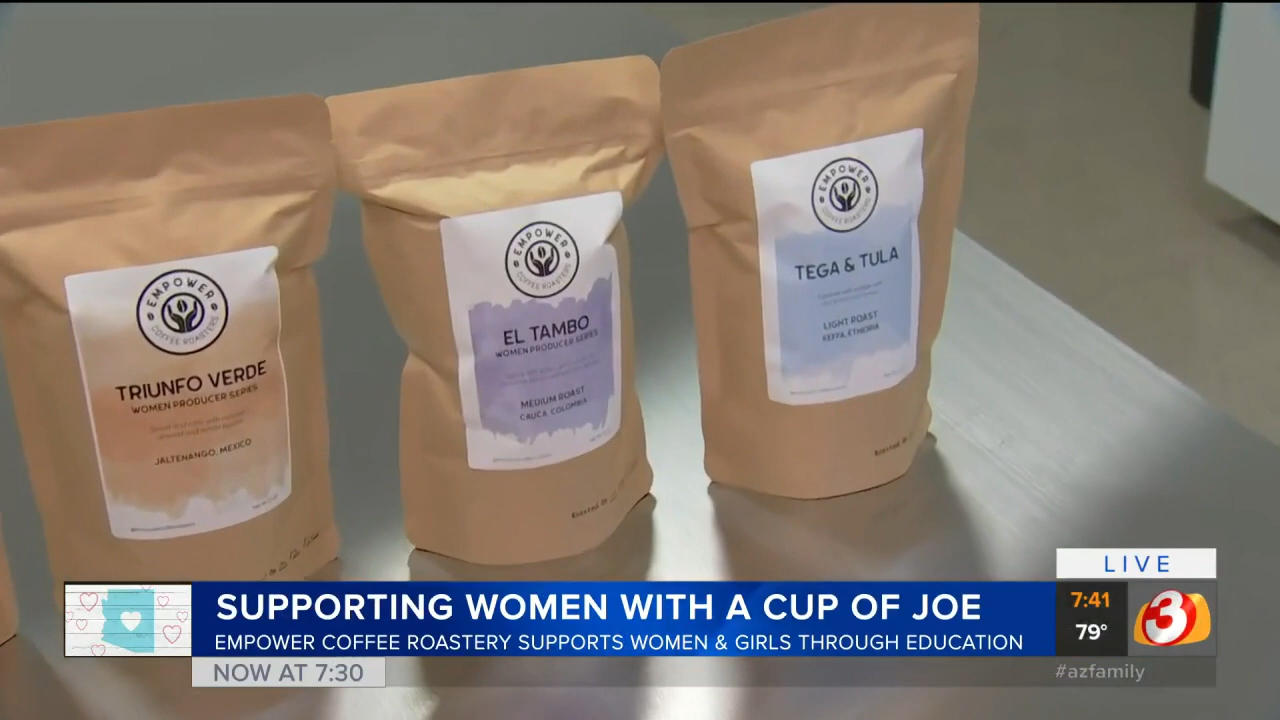 EMPOWER
COFFEE ROASTERS
TRIUNFO VERDE
WOMEN PRODUCER SERIES
JALTENANGO, MEXICO
EMPOWER
COFFEE ROASTERS
EL TAMBO
WOMEN PRODUCER SERIES
MEDIUM ROAST
CAUCA, COLOMBIA
Roasted
EMPOWER
COFFEE ROASTERS
TEGA & TULA
LIGHT ROAST
KEFFA, ETHIOPIA
Roasted
LIVE
SUPPORTING WOMEN WITH A CUP OF JOE
EMPOWER COFFEE ROASTERY SUPPORTS WOMEN & GIRLS THROUGH EDUCATION
7:41
79°
3
NOW AT 7:30
#azfamily